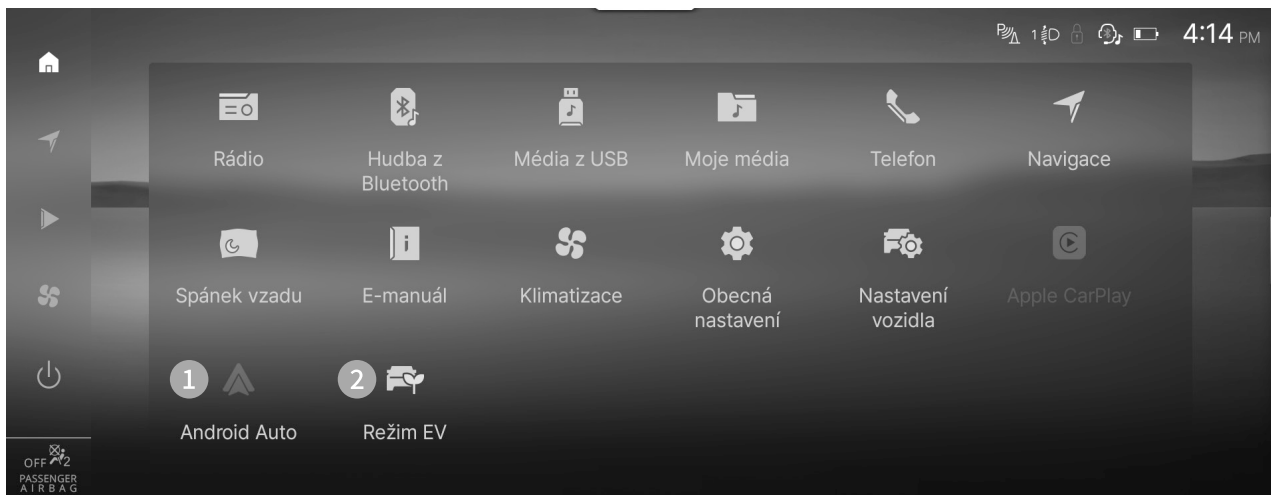 4:14 PM
Rádio
Hudba z
Bluetooth
Média z USB
Moje média
Telefon
Navigace
Spánek vzadu
E-manuál
Klimatizace
Obecná
nastavení
Nastavení
vozidla
Apple CarPlay
1
Android Auto
2
Režim EV
OFF 2
PASSENGER
AIRBAG